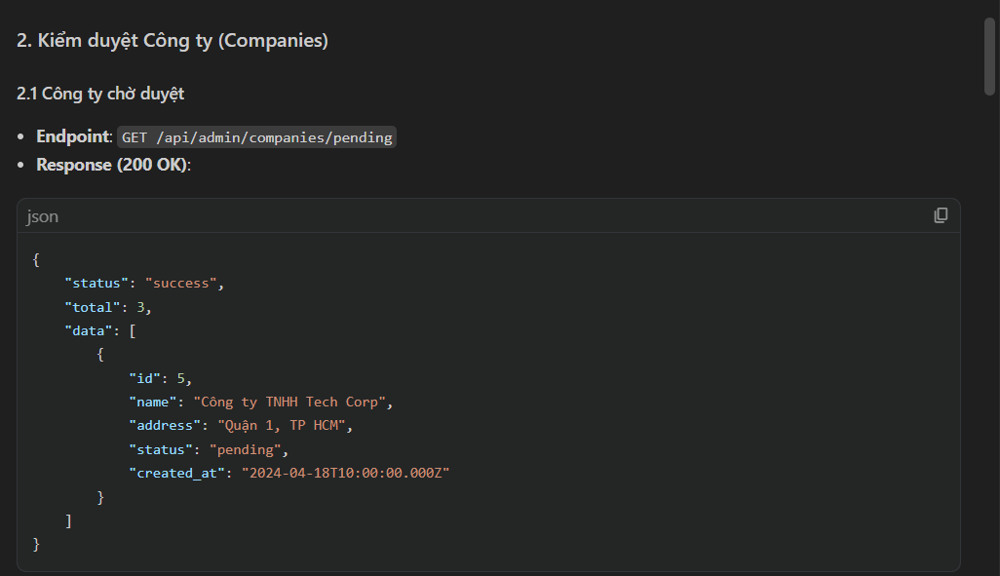 2. Kiểm duyệt Công ty (Companies)
2.1 Công ty chờ duyệt
• Endpoint: GET /api/admin/companies/pending
• Response (200 OK):
json
{
    "status": "success",
    "total": 3,
    "data": [
        {
            "id": 5,
            "name": "Công ty TNHH Tech Corp",
            "address": "Quận 1, TP HCM",
            "status": "pending",
            "created_at": "2024-04-18T10:00:00.000Z"
        }
    ]
}